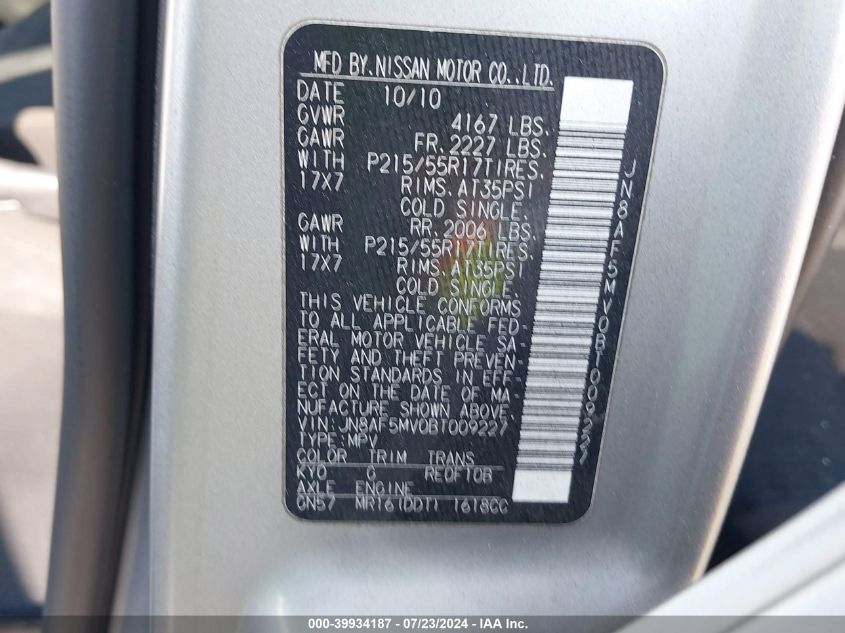 MFD BY. NISSAN MOTOR CO., LTD.
DATE 10/10
GVWR 4167 LBS.
GAWR FR. 2227 LBS.
WITH P215/55R17TIRES.
17X7 RIMS. AT35PSI
COLD SINGLE.
GAWR RR. 2006 LBS.
WITH P215/55R17TIRES.
17X7 RIMS. AT35PSI
COLD SINGLE.
THIS VEHICLE CONFORMS
TO ALL APPLICABLE FED-
ERAL MOTOR VEHICLE SA-
FETY AND THEFT PREVEN-
TION STANDARDS IN EFF-
ECT ON THE DATE OF MA-
NUFACTURE SHOWN ABOVE.
VIN: JN8AF5MV0BT009227
TYPE: MPV
COLOR TRIM TRANS
KY0 G RE0F10B
AXLE ENGINE
GN57 MR16(DDT) 1618CC
JN8AF5MV0BT009227
000-39934187 - 07/23/2024 - IAA Inc.